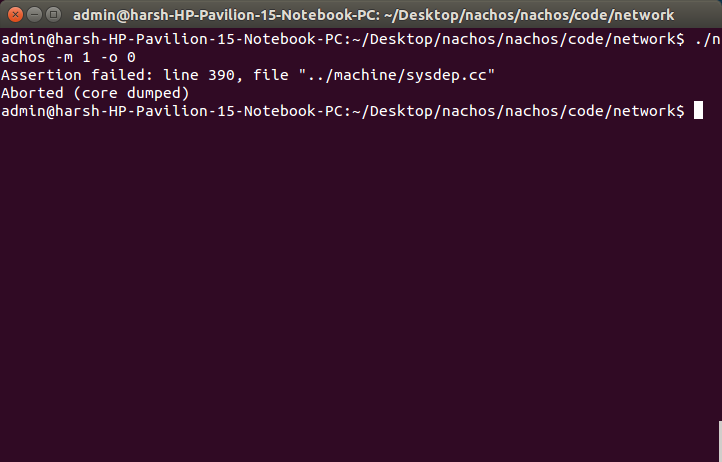 admin@harsh-HP-Pavilion-15-Notebook-PC: ~/Desktop/nachos/nachos/code/network
admin@harsh-HP-Pavilion-15-Notebook-PC:~/Desktop/nachos/nachos/code/network$ ./n
achos -m 1 -o 0
Assertion failed: line 390, file "../machine/sysdep.cc"
Aborted (core dumped)
admin@harsh-HP-Pavilion-15-Notebook-PC:~/Desktop/nachos/nachos/code/network$